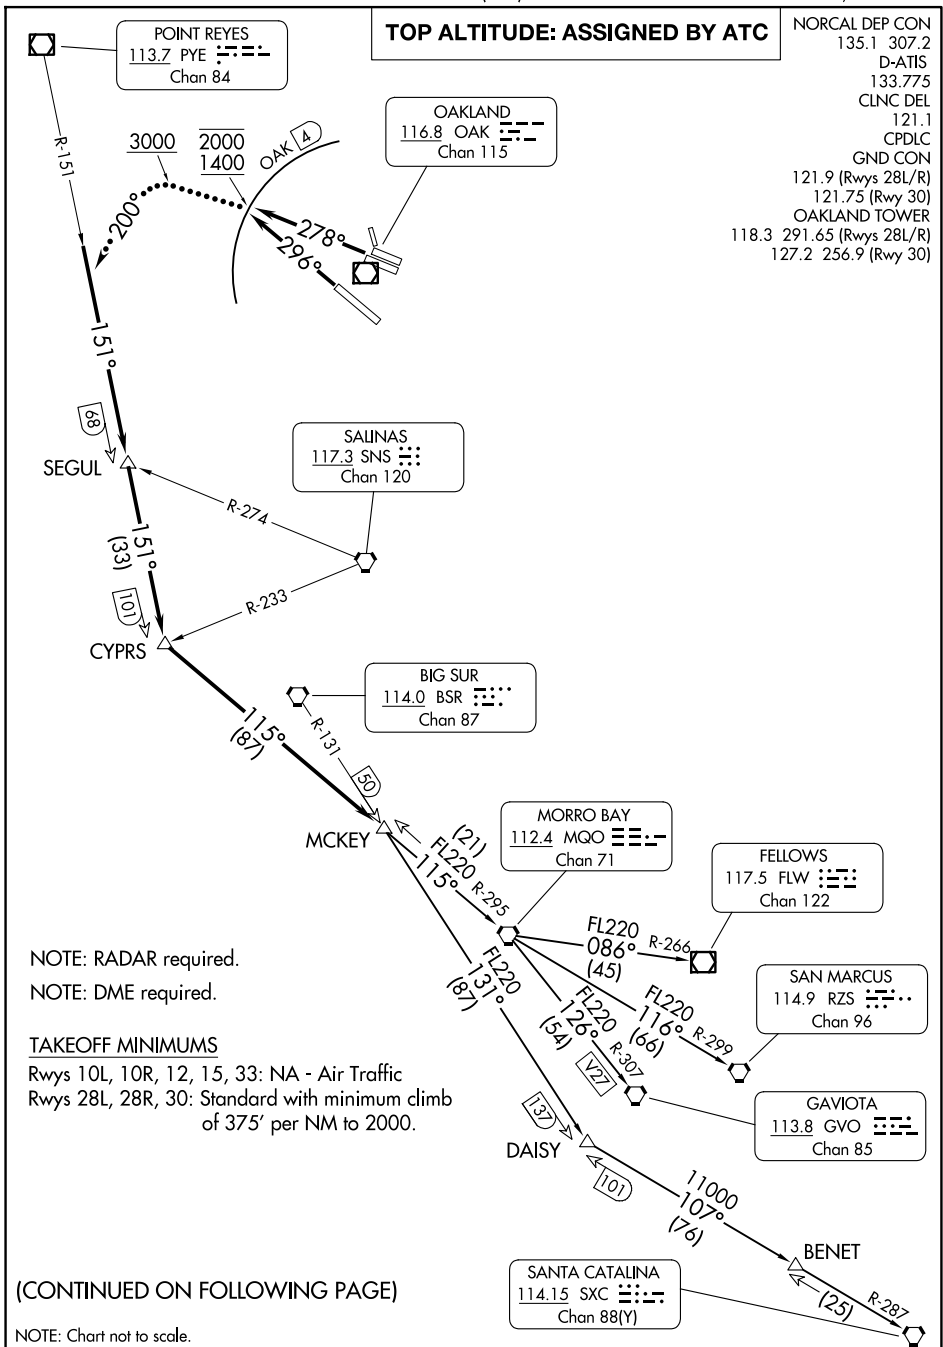 TOP ALTITUDE: ASSIGNED BY ATC
NORCAL DEP CON
135.1 307.2
D-ATIS
133.775
CLNC DEL
121.1
CPDLC
GND CON
121.9 (Rwys 28L/R)
121.75 (Rwy 30)
OAKLAND TOWER
118.3 291.65 (Rwys 28L/R)
127.2 256.9 (Rwy 30)
POINT REYES
113.7 PYE
Chan 84
R-151
OAKLAND
116.8 OAK
Chan 115
3000
2000
1400
OAK 4
200°
278°
296°
151°
68
SEGUL
SALINAS
117.3 SNS
Chan 120
R-274
151°
(33)
R-233
101
CYPRS
BIG SUR
114.0 BSR
Chan 87
115°
(87)
R-131
50
MCKEY
MORRO BAY
112.4 MQO
Chan 71
(21)
FL220
115°
R-295
FELLOWS
117.5 FLW
Chan 122
FL220
086°
(45)
R-266
NOTE: RADAR required.
NOTE: DME required.
FL220
131°
(87)
FL220
126°
(54)
R-307
V27
FL220
116°
(66)
R-299
SAN MARCUS
114.9 RZS
Chan 96
TAKEOFF MINIMUMS
Rwys 10L, 10R, 12, 15, 33: NA - Air Traffic
Rwys 28L, 28R, 30: Standard with minimum climb
of 375' per NM to 2000.
GAVIOTA
113.8 GVO
Chan 85
137
DAISY
101
11000
107°
(76)
BENET
(25)
R-287
SANTA CATALINA
114.15 SXC
Chan 88(Y)
(CONTINUED ON FOLLOWING PAGE)
NOTE: Chart not to scale.